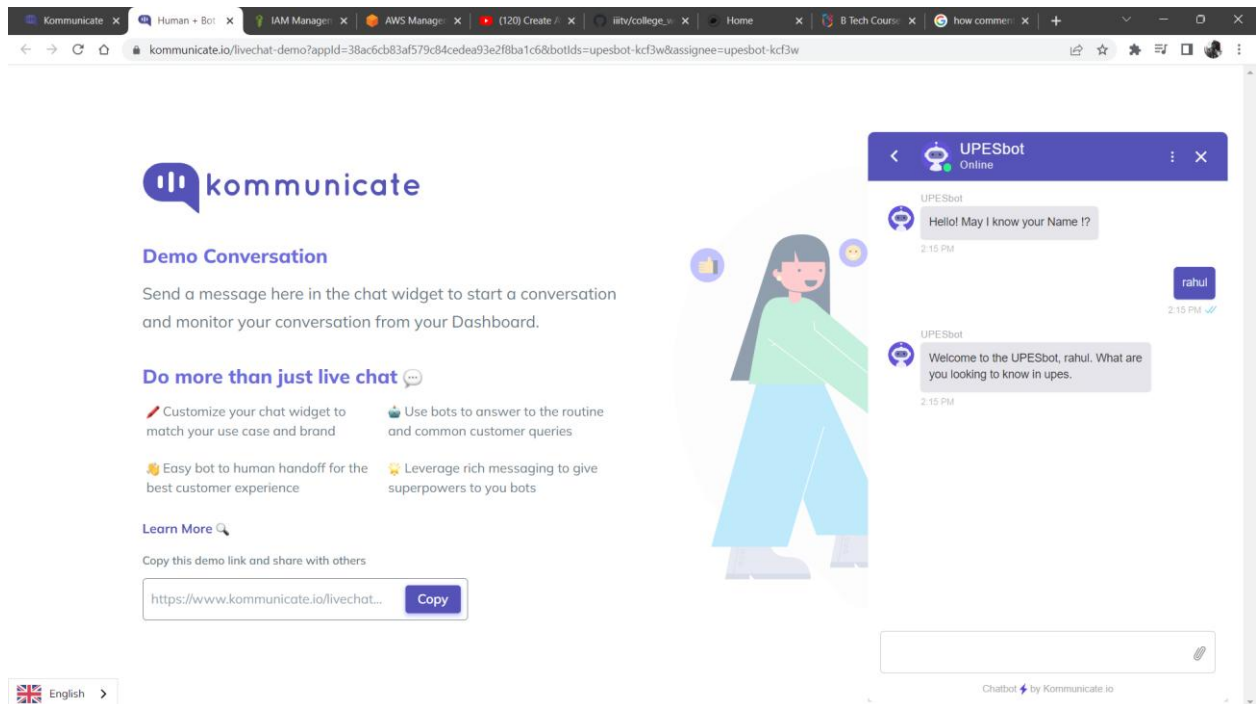 Kommunicate
Human + Bot
IAM Managem
AWS Manage
(120) Create A
iiitv/college_w
Home
B Tech Course
how commen
kommunicate.io/livechat-demo?appId=38ac6cb83af579c84cedea93e2f8ba1c6&botIds=upesbot-kcf3w&assignee=upesbot-kcf3w
kommunicate
Demo Conversation
Send a message here in the chat widget to start a conversation
and monitor your conversation from your Dashboard.
Do more than just live chat 💬
🖍️ Customize your chat widget to
match your use case and brand
🤖 Use bots to answer to the routine
and common customer queries
👋 Easy bot to human handoff for the
best customer experience
Leverage rich messaging to give
superpowers to you bots
Learn More 🔍
Copy this demo link and share with others
https://www.kommunicate.io/livechat...
Copy
English
UPESbot
Online
UPESbot
Hello! May I know your Name !?
2:15 PM
rahul
2:15 PM
UPESbot
Welcome to the UPESbot, rahul. What are
you looking to know in upes.
2:15 PM
Chatbot ⚡ by Kommunicate.io